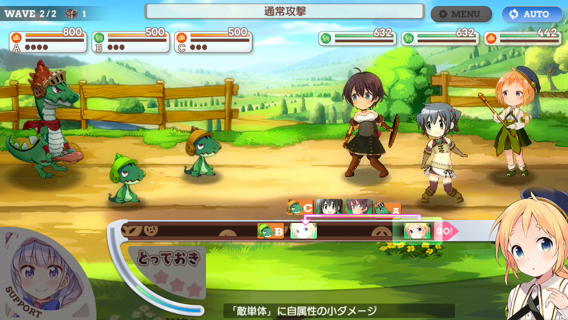 WAVE 2/2 1
通常攻撃
MENU
AUTO
800
A
500
B
500
C
632
632
442
C
A
B
GO!
とっておき
SUPPORT
「敵単体」に自属性の小ダメージ